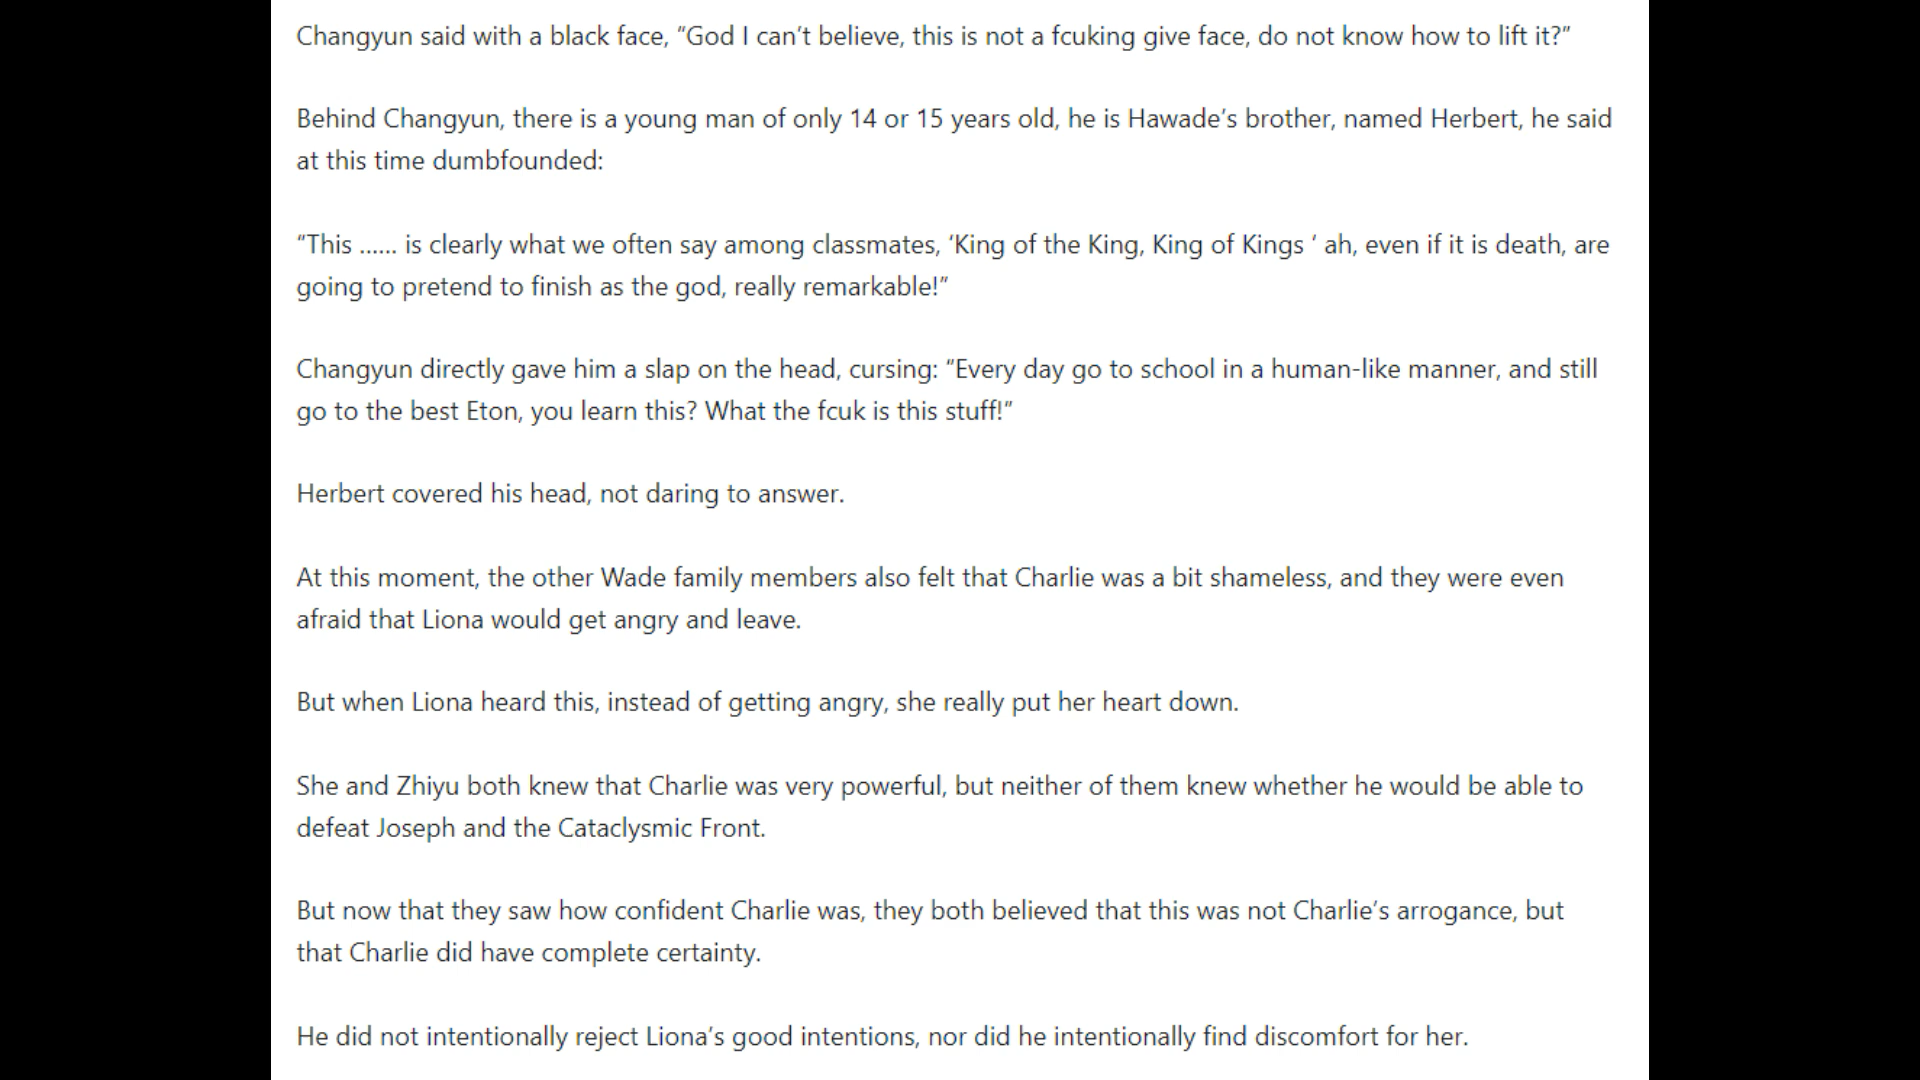 Changyun said with a black face, “God I can’t believe, this is not a fcuking give face, do not know how to lift it?”
Behind Changyun, there is a young man of only 14 or 15 years old, he is Hawade’s brother, named Herbert, he said
at this time dumbfounded:
“This …… is clearly what we often say among classmates, ‘King of the King, King of Kings ’ ah, even if it is death, are
going to pretend to finish as the god, really remarkable!”
Changyun directly gave him a slap on the head, cursing: “Every day go to school in a human-like manner, and still
go to the best Eton, you learn this? What the fcuk is this stuff!”
Herbert covered his head, not daring to answer.
At this moment, the other Wade family members also felt that Charlie was a bit shameless, and they were even
afraid that Liona would get angry and leave.
But when Liona heard this, instead of getting angry, she really put her heart down.
She and Zhiyu both knew that Charlie was very powerful, but neither of them knew whether he would be able to
defeat Joseph and the Cataclysmic Front.
But now that they saw how confident Charlie was, they both believed that this was not Charlie’s arrogance, but
that Charlie did have complete certainty.
He did not intentionally reject Liona’s good intentions, nor did he intentionally find discomfort for her.